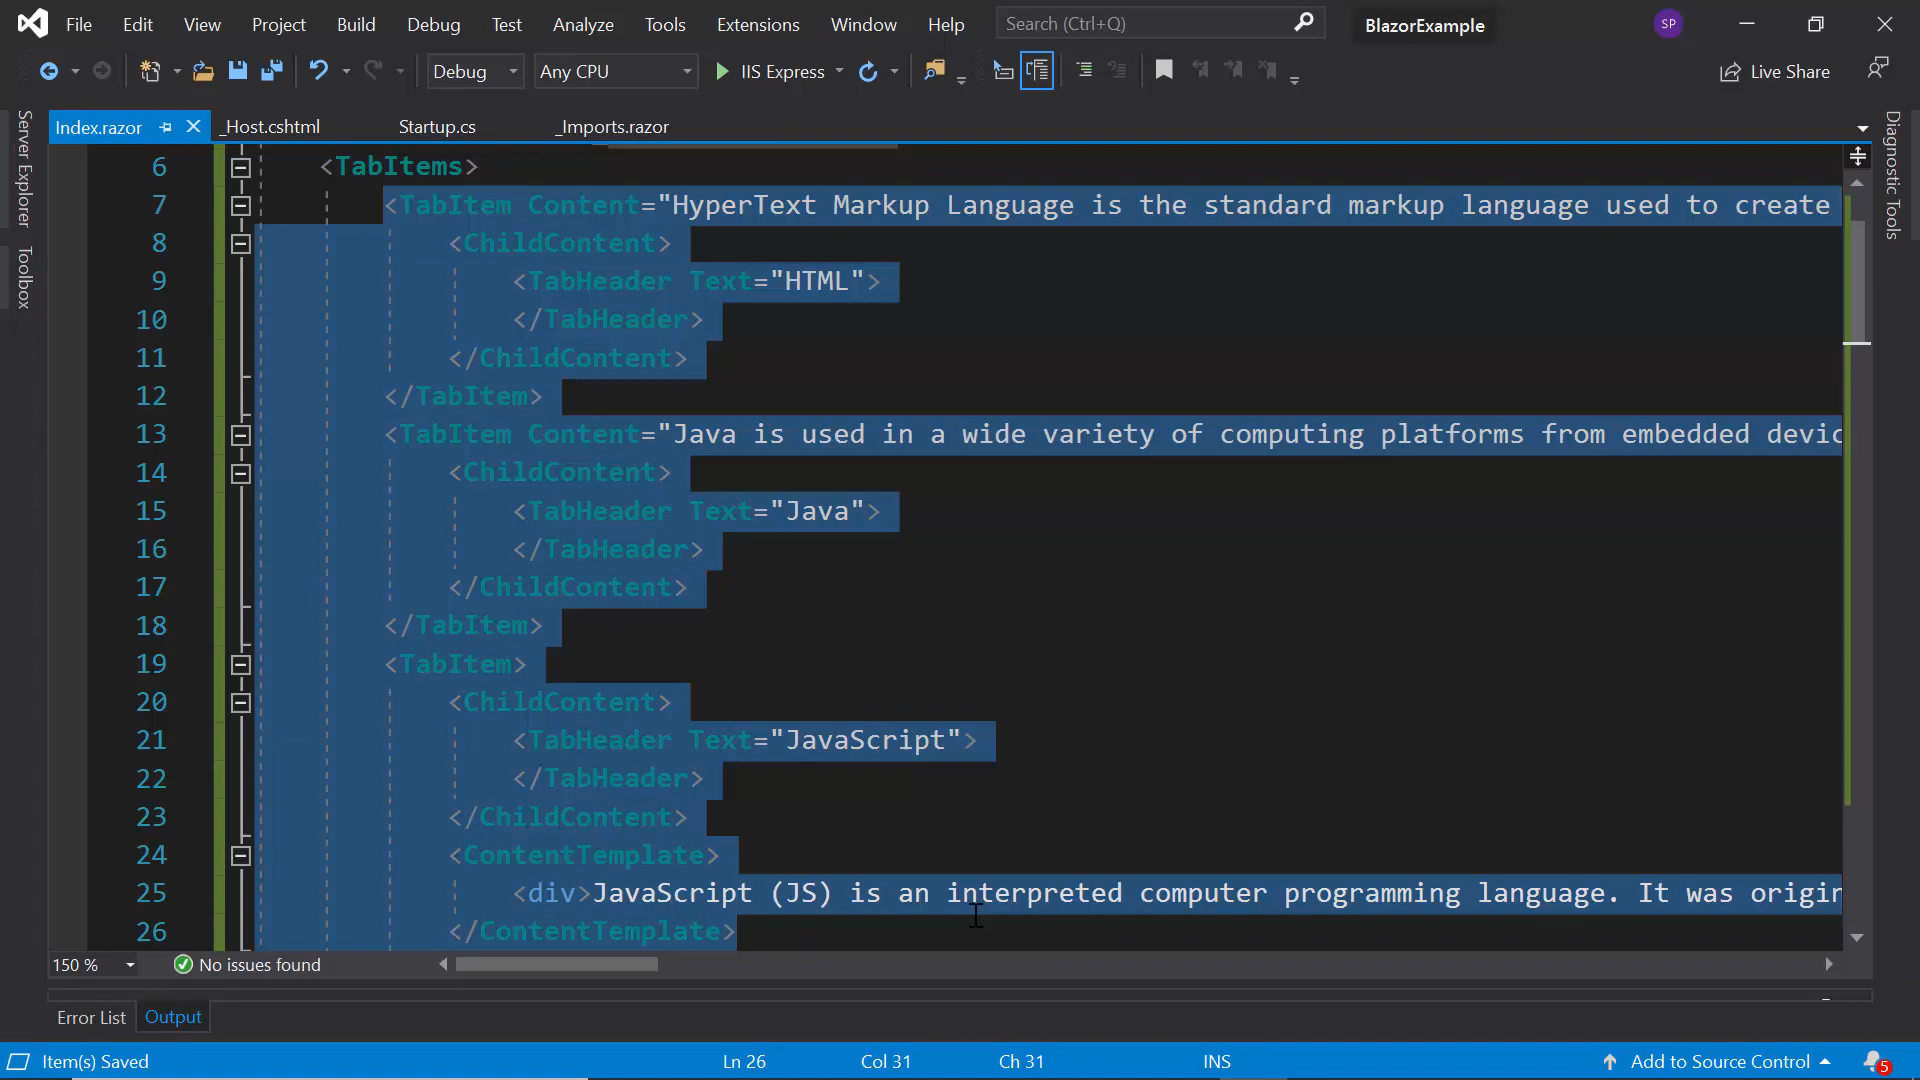 File Edit View Project Build Debug Test Analyze Tools Extensions Window Help Search (Ctrl+Q) BlazorExample SP
Debug Any CPU IIS Express Live Share
Server Explorer
Toolbox
Diagnostic Tools
Index.razor _Host.cshtml Startup.cs _Imports.razor
6 <TabItems>
7 <TabItem Content="HyperText Markup Language is the standard markup language used to create
8 <ChildContent>
9 <TabHeader Text="HTML">
10 </TabHeader>
11 </ChildContent>
12 </TabItem>
13 <TabItem Content="Java is used in a wide variety of computing platforms from embedded devic
14 <ChildContent>
15 <TabHeader Text="Java">
16 </TabHeader>
17 </ChildContent>
18 </TabItem>
19 <TabItem>
20 <ChildContent>
21 <TabHeader Text="JavaScript">
22 </TabHeader>
23 </ChildContent>
24 <ContentTemplate>
25 <div>JavaScript (JS) is an interpreted computer programming language. It was origin
26 </ContentTemplate>
150 % No issues found
Error List Output
Item(s) Saved Ln 26 Col 31 Ch 31 INS Add to Source Control 5